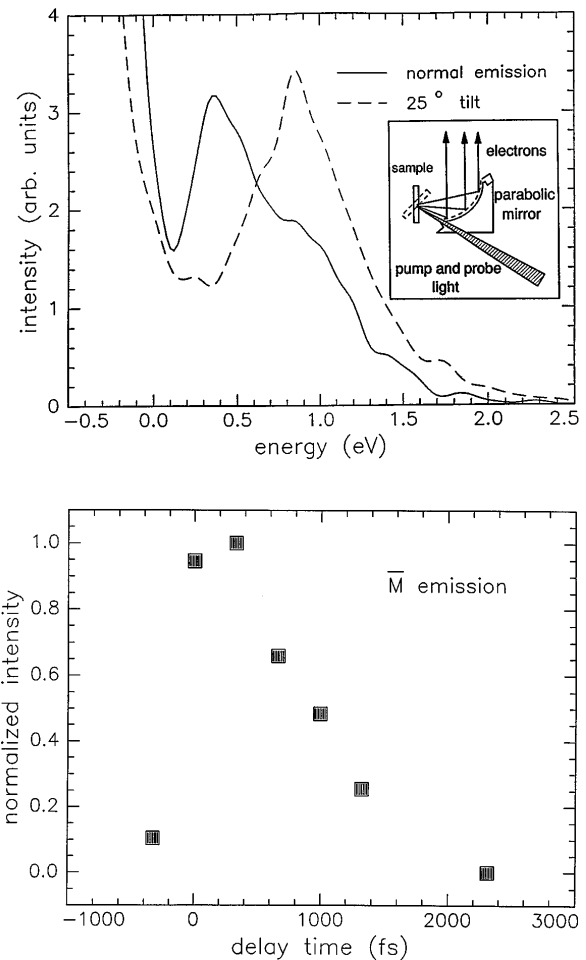 4
3
2
1
0
intensity (arb. units)
normal emission
25° tilt
sample
electrons
parabolic
mirror
pump and probe
light
−0.5 0.0 0.5 1.0 1.5 2.0 2.5
energy (eV)
1.0
0.8
0.6
0.4
0.2
0.0
normalized intensity
M̅ emission
−1000 0 1000 2000 3000
delay time (fs)